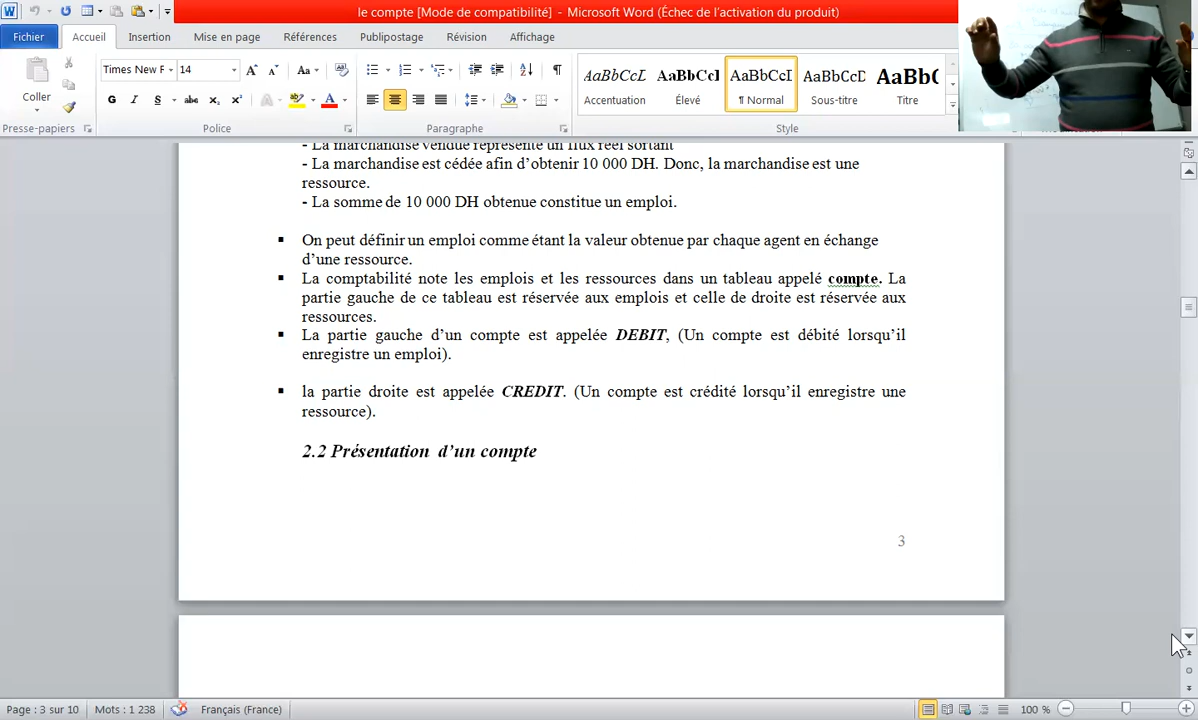 le compte [Mode de compatibilité] - Microsoft Word (Échec de l'activation du produit)
Fichier Accueil Insertion Mise en page Références Publipostage Révision Affichage
Coller
Times New F 14
G I S abc x₂ x²
AaBbCcL AaBbCcI AaBbCcI AaBbCcD AaBb(
Accentuation Élevé ¶ Normal Sous-titre Titre
Presse-papiers Police Paragraphe Style
- La marchandise vendue représente un flux réel sortant
- La marchandise est cédée afin d'obtenir 10 000 DH. Donc, la marchandise est une
ressource.
- La somme de 10 000 DH obtenue constitue un emploi.
▪ On peut définir un emploi comme étant la valeur obtenue par chaque agent en échange
d'une ressource.
▪ La comptabilité note les emplois et les ressources dans un tableau appelé compte. La
partie gauche de ce tableau est réservée aux emplois et celle de droite est réservée aux
ressources.
▪ La partie gauche d'un compte est appelée DEBIT, (Un compte est débité lorsqu'il
enregistre un emploi).
▪ la partie droite est appelée CREDIT. (Un compte est crédité lorsqu'il enregistre une
ressource).
2.2 Présentation d'un compte
3
Page : 3 sur 10 Mots : 1 238 Français (France) 100 %